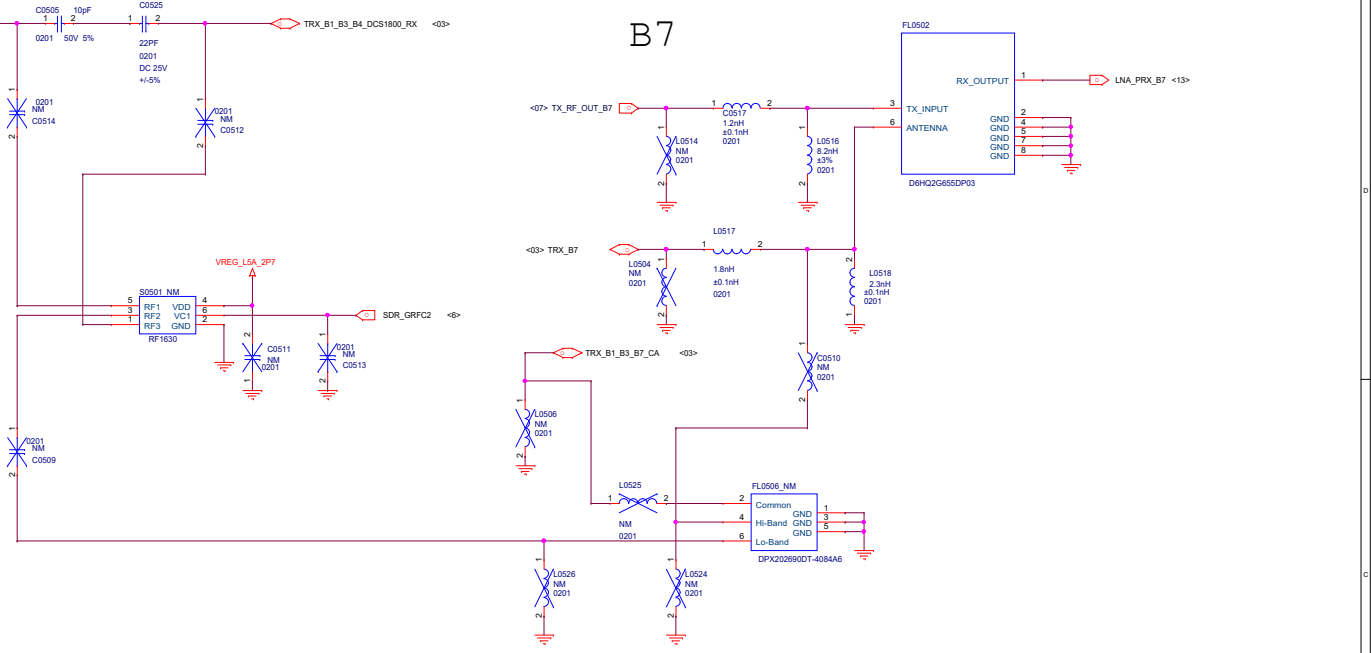 C0505
10pF
1 2
0201 50V 5%
C0525
1 2
22PF
0201
DC 25V
+/-5%
TRX_B1_B3_B4_DCS1800_RX <03>
1
0201
NM
C0514
2
1
0201
NM
C0512
2
B7
FL0502
RX_OUTPUT
1
LNA_PRX_B7 <13>
3
TX_INPUT
6
ANTENNA
GND 2
GND 4
GND 5
GND 7
GND 8
D6HQ2G655DP03
<07> TX_RF_OUT_B7
1 2
C0517
1.2nH
±0.1nH
0201
1
L0514
NM
0201
2
1
L0516
8.2nH
±3%
0201
2
<03> TRX_B7
L0517
1 2
1.8nH
±0.1nH
0201
1
L0504
NM
0201
2
2
L0518
2.3nH
±0.1nH
0201
1
VREG_L5A_2P7
S0501_NM
5 RF1 VDD 4
3 RF2 VC1 6
1 RF3 GND 2
RF1630
SDR_GRFC2 <6>
2
C0511
NM
0201
1
1
0201
NM
C0513
2
TRX_B1_B3_B7_CA <03>
1
C0510
NM
0201
2
1
L0506
NM
0201
2
1
0201
NM
C0509
2
L0525
1 2
NM
0201
FL0506_NM
2 Common
4 Hi-Band
6 Lo-Band
GND 1
GND 3
GND 5
DPX202690DT-4084A6
1
L0526
NM
0201
2
1
L0524
NM
0201
2
D
C